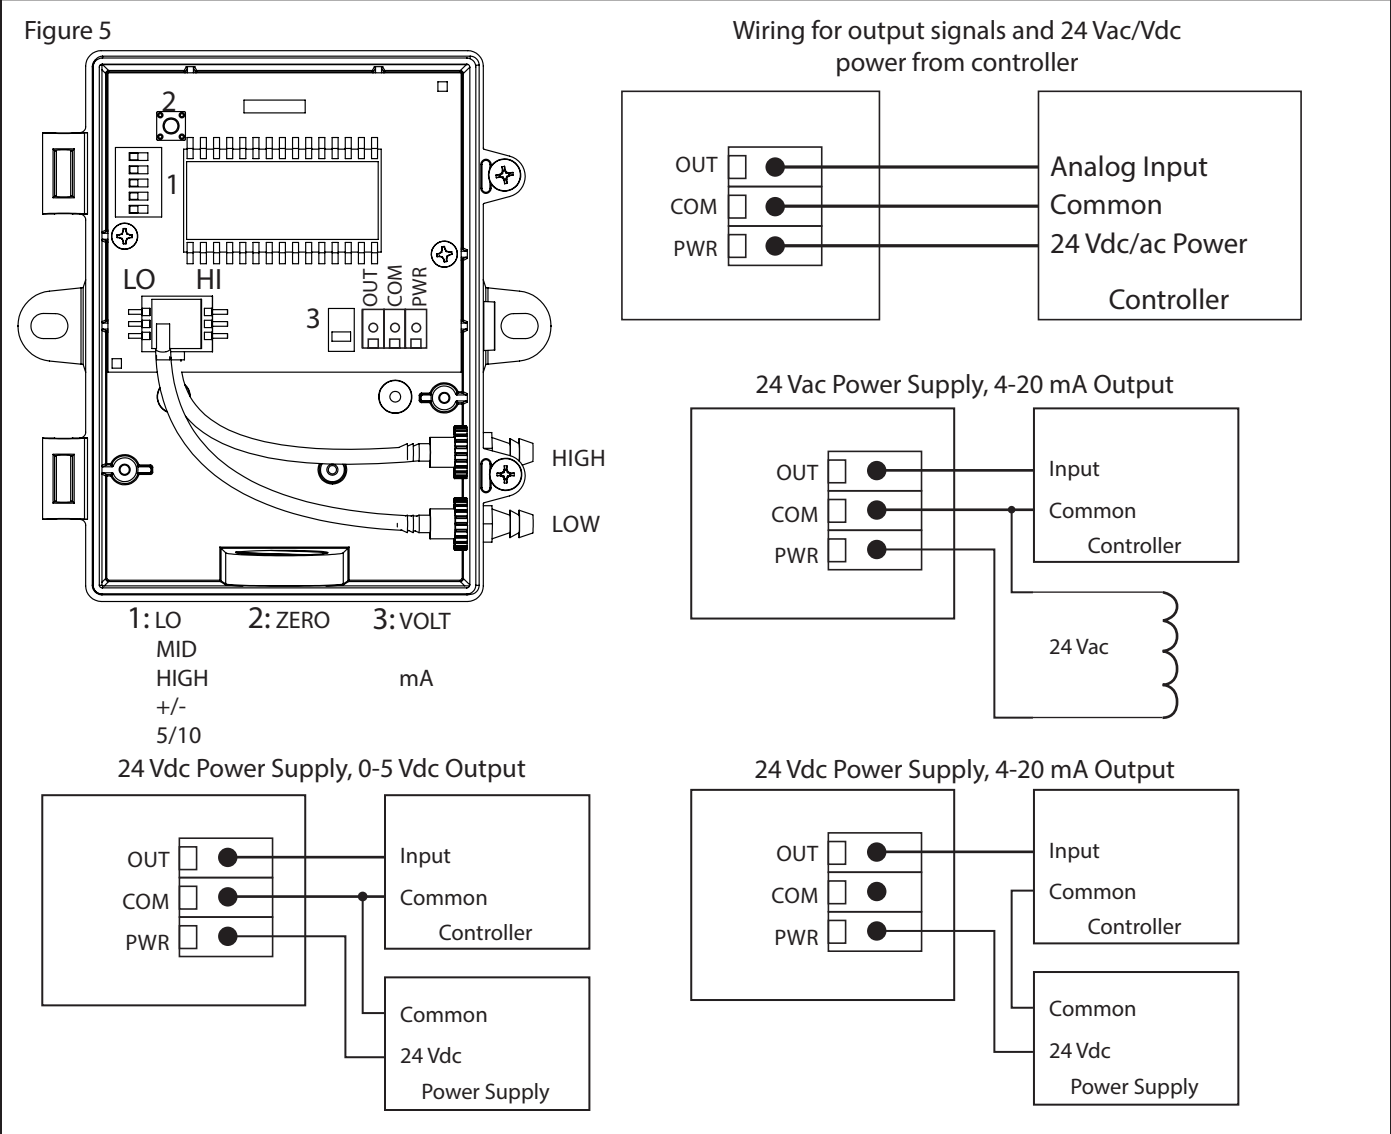 Figure 5
2
1
LO HI
3
OUT
COM
PWR
HIGH
LOW
1: LO
MID
HIGH
+/-
5/10
2: ZERO
3: VOLT
mA
Wiring for output signals and 24 Vac/Vdc
power from controller
OUT
COM
PWR
Analog Input
Common
24 Vdc/ac Power
Controller
24 Vac Power Supply, 4-20 mA Output
OUT
COM
PWR
Input
Common
Controller
24 Vac
24 Vdc Power Supply, 0-5 Vdc Output
OUT
COM
PWR
Input
Common
Controller
Common
24 Vdc
Power Supply
24 Vdc Power Supply, 4-20 mA Output
OUT
COM
PWR
Input
Common
Controller
Common
24 Vdc
Power Supply